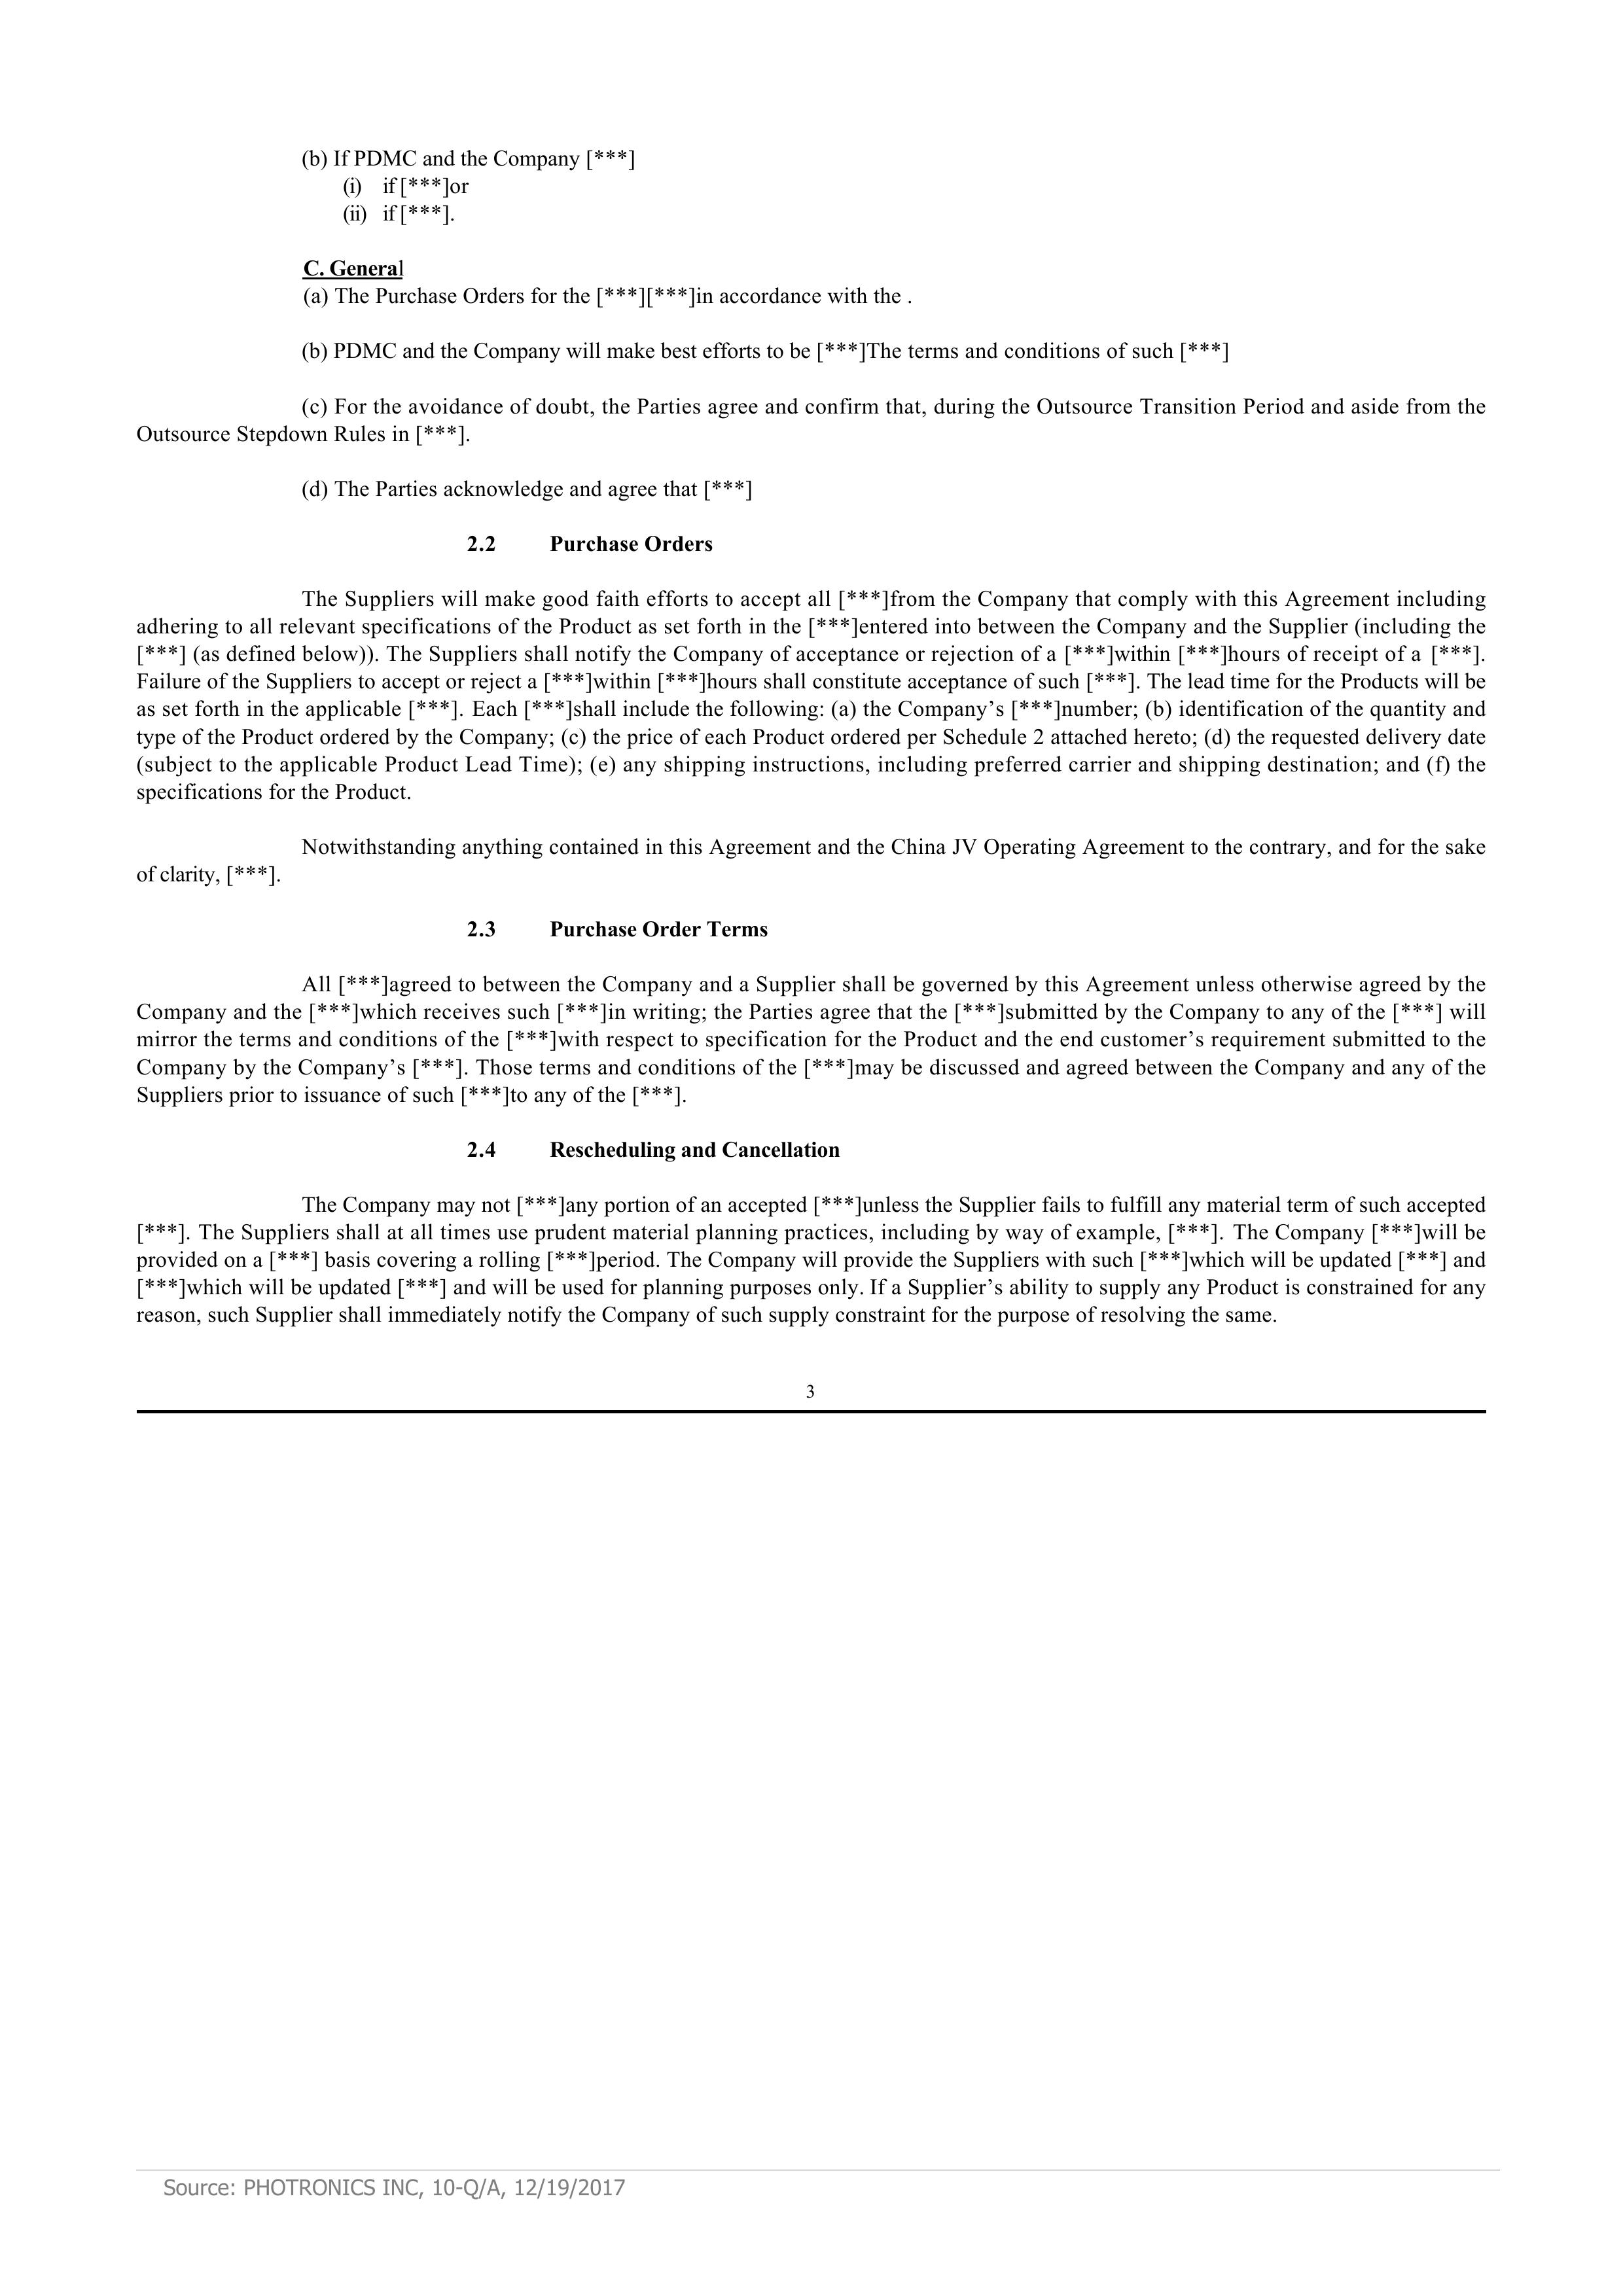 (b) If PDMC and the Company [***]
(i) if [***]or
(ii) if [***].
C. General
(a) The Purchase Orders for the [***][***]in accordance with the .
(b) PDMC and the Company will make best efforts to be [***]The terms and conditions of such [***]
(c) For the avoidance of doubt, the Parties agree and confirm that, during the Outsource Transition Period and aside from the
Outsource Stepdown Rules in [***].
(d) The Parties acknowledge and agree that [***]
2.2 Purchase Orders
The Suppliers will make good faith efforts to accept all [***]from the Company that comply with this Agreement including
adhering to all relevant specifications of the Product as set forth in the [***]entered into between the Company and the Supplier (including the
[***] (as defined below)). The Suppliers shall notify the Company of acceptance or rejection of a [***]within [***]hours of receipt of a [***].
Failure of the Suppliers to accept or reject a [***]within [***]hours shall constitute acceptance of such [***]. The lead time for the Products will be
as set forth in the applicable [***]. Each [***]shall include the following: (a) the Company’s [***]number; (b) identification of the quantity and
type of the Product ordered by the Company; (c) the price of each Product ordered per Schedule 2 attached hereto; (d) the requested delivery date
(subject to the applicable Product Lead Time); (e) any shipping instructions, including preferred carrier and shipping destination; and (f) the
specifications for the Product.
Notwithstanding anything contained in this Agreement and the China JV Operating Agreement to the contrary, and for the sake
of clarity, [***].
2.3 Purchase Order Terms
All [***]agreed to between the Company and a Supplier shall be governed by this Agreement unless otherwise agreed by the
Company and the [***]which receives such [***]in writing; the Parties agree that the [***]submitted by the Company to any of the [***] will
mirror the terms and conditions of the [***]with respect to specification for the Product and the end customer’s requirement submitted to the
Company by the Company’s [***]. Those terms and conditions of the [***]may be discussed and agreed between the Company and any of the
Suppliers prior to issuance of such [***]to any of the [***].
2.4 Rescheduling and Cancellation
The Company may not [***]any portion of an accepted [***]unless the Supplier fails to fulfill any material term of such accepted
[***]. The Suppliers shall at all times use prudent material planning practices, including by way of example, [***]. The Company [***]will be
provided on a [***] basis covering a rolling [***]period. The Company will provide the Suppliers with such [***]which will be updated [***] and
[***]which will be updated [***] and will be used for planning purposes only. If a Supplier’s ability to supply any Product is constrained for any
reason, such Supplier shall immediately notify the Company of such supply constraint for the purpose of resolving the same.
3
Source: PHOTRONICS INC, 10-Q/A, 12/19/2017